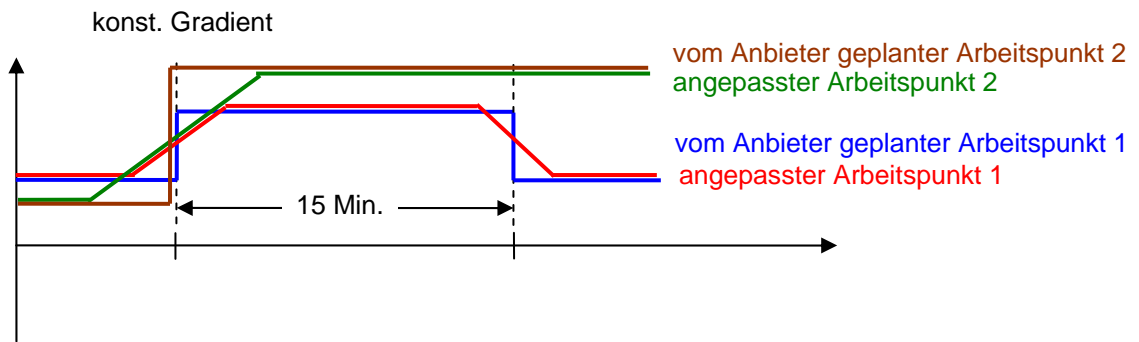 konst. Gradient
vom Anbieter geplanter Arbeitspunkt 2
angepasster Arbeitspunkt 2
vom Anbieter geplanter Arbeitspunkt 1
angepasster Arbeitspunkt 1
15 Min.